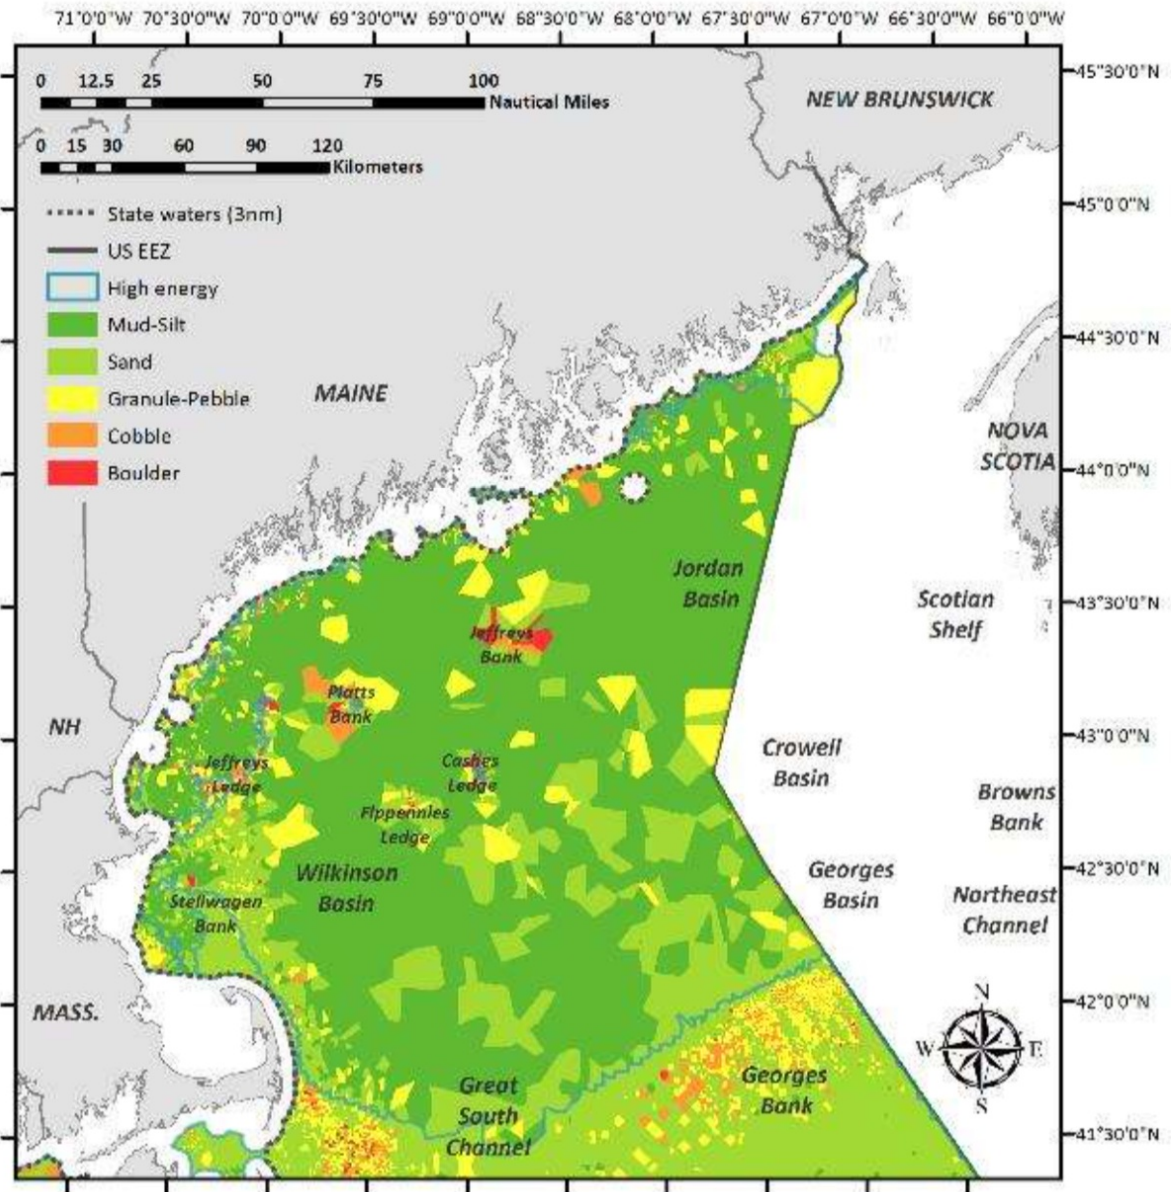 71°0'0"W 70°30'0"W 70°0'0"W 69°30'0"W 69°0'0"W 68°30'0"W 68°0'0"W 67°30'0"W 67°0'0"W 66°30'0"W 66°0'0"W
0 12.5 25 50 75 100
Nautical Miles
0 15 30 60 90 120
Kilometers
State waters (3nm)
US EEZ
High energy
Mud-Silt
Sand
Granule-Pebble
Cobble
Boulder
NEW BRUNSWICK
45°30'0"N
45°0'0"N
44°30'0"N
MAINE
NOVA
SCOTIA
44°0'0"N
Jordan
Basin
Scotian
Shelf
43°30'0"N
Jeffreys
Bank
Platts
Bank
NH
43°0'0"N
Crowell
Basin
Jeffreys
Ledge
Cashes
Ledge
Fippennies
Ledge
Browns
Bank
42°30'0"N
Wilkinson
Basin
Georges
Basin
Northeast
Channel
Stellwagen
Bank
42°0'0"N
MASS.
N
W E
S
Great
South
Channel
Georges
Bank
41°30'0"N